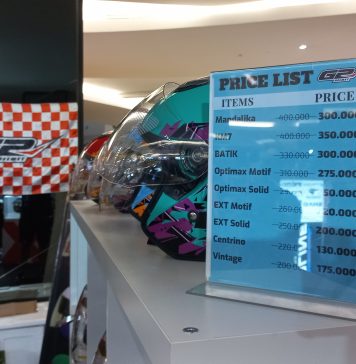 PRICE LIST
ITEMS PRICE
Mandalika 400.000 300.000
400.000 350.000
BATIK 330.000 300.000
Optimax Motif 310.000 275.000
Optimax Solid 250.000
EXT Motif
EXT Solid 200.000
Centrino 220.000 130.000
Vintage 175.000